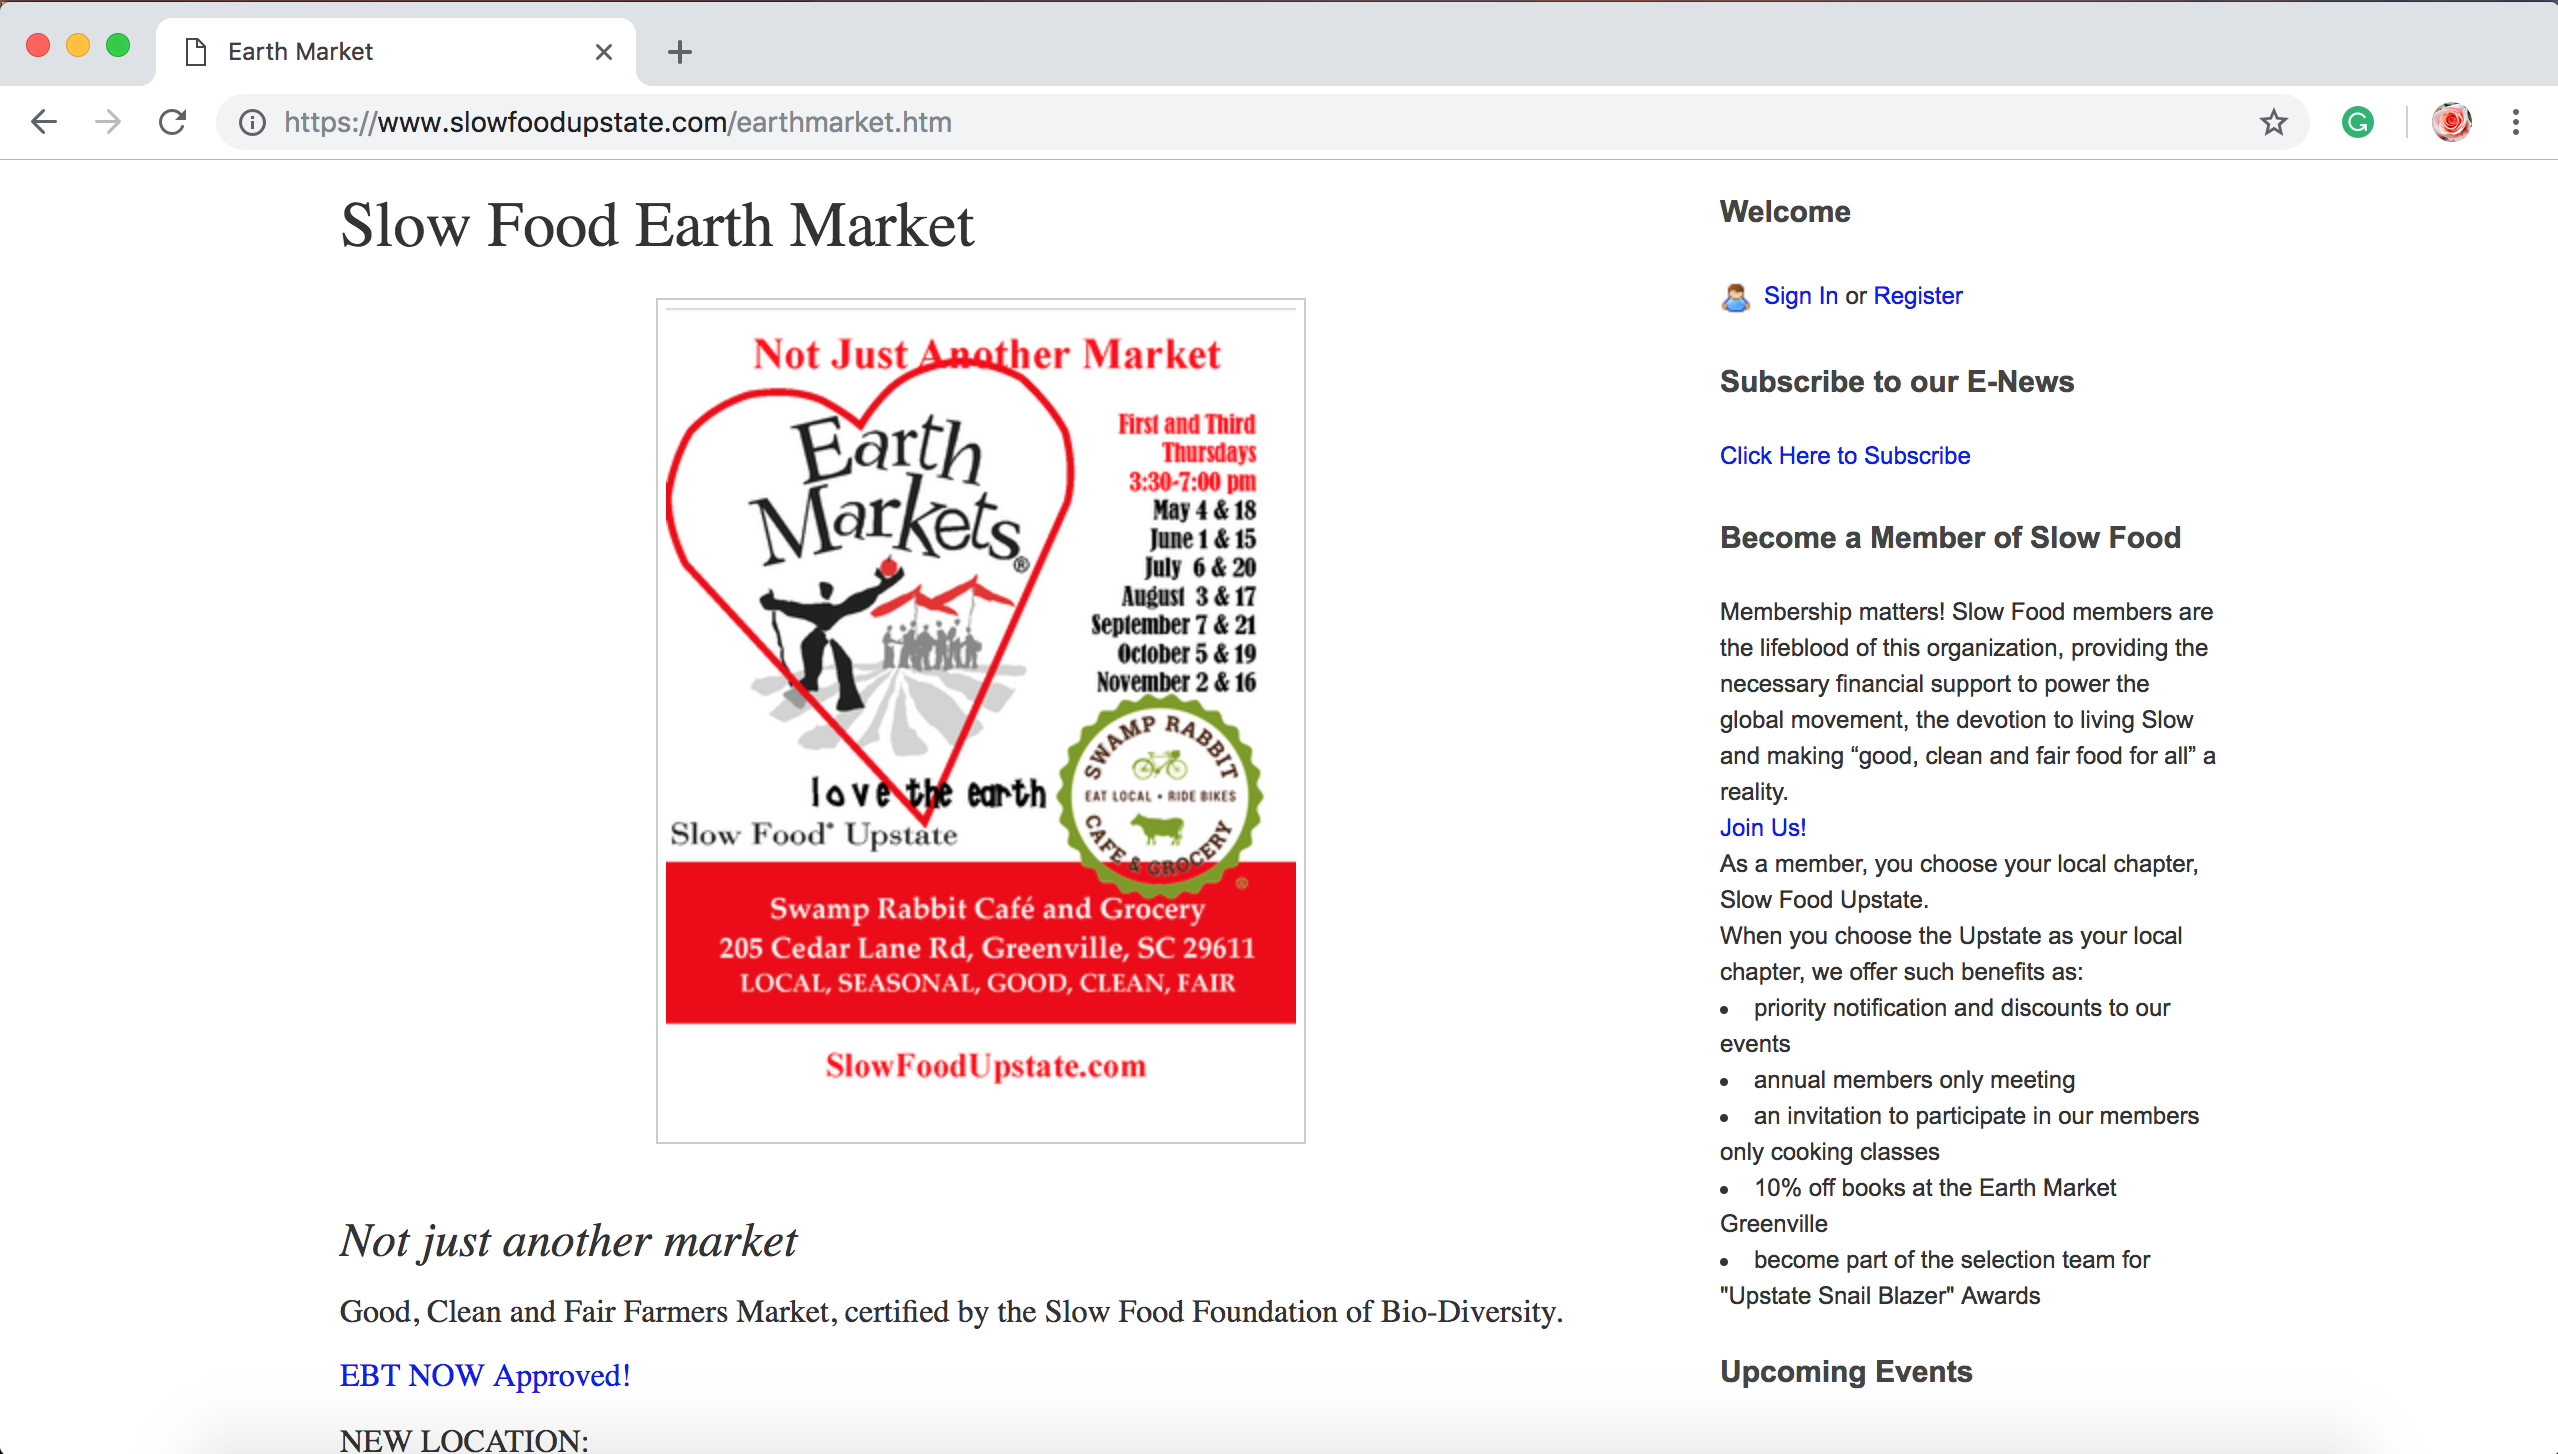 Earth Market
https://www.slowfoodupstate.com/earthmarket.htm
Slow Food Earth Market
Not Just Another Market
Earth
Markets®
First and Third
Thursdays
3:30-7:00 pm
May 4 & 18
June 1 & 15
July 6 & 20
August 3 & 17
September 7 & 21
October 5 & 19
November 2 & 16
love the earth
Slow Food® Upstate
SWAMP RABBIT
EAT LOCAL • RIDE BIKES
CAFE & GROCERY
®
Swamp Rabbit Café and Grocery
205 Cedar Lane Rd, Greenville, SC 29611
LOCAL, SEASONAL, GOOD, CLEAN, FAIR
SlowFoodUpstate.com
Not just another market
Good, Clean and Fair Farmers Market, certified by the Slow Food Foundation of Bio-Diversity.
EBT NOW Approved!
NEW LOCATION:
Welcome
Sign In or Register
Subscribe to our E-News
Click Here to Subscribe
Become a Member of Slow Food
Membership matters! Slow Food members are
the lifeblood of this organization, providing the
necessary financial support to power the
global movement, the devotion to living Slow
and making “good, clean and fair food for all” a
reality.
Join Us!
As a member, you choose your local chapter,
Slow Food Upstate.
When you choose the Upstate as your local
chapter, we offer such benefits as:
• priority notification and discounts to our
events
• annual members only meeting
• an invitation to participate in our members
only cooking classes
• 10% off books at the Earth Market
Greenville
• become part of the selection team for
"Upstate Snail Blazer" Awards
Upcoming Events